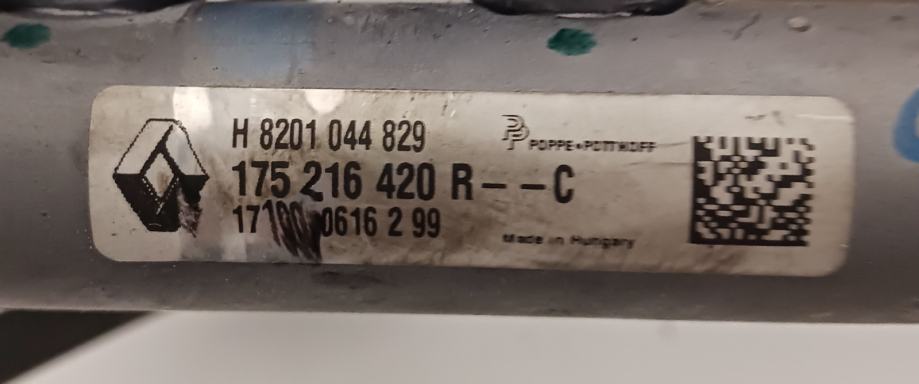 H 8201 044 829
POPPE+POTTHOFF
175 216 420 R--C
0616 2 99
Made in Hungary